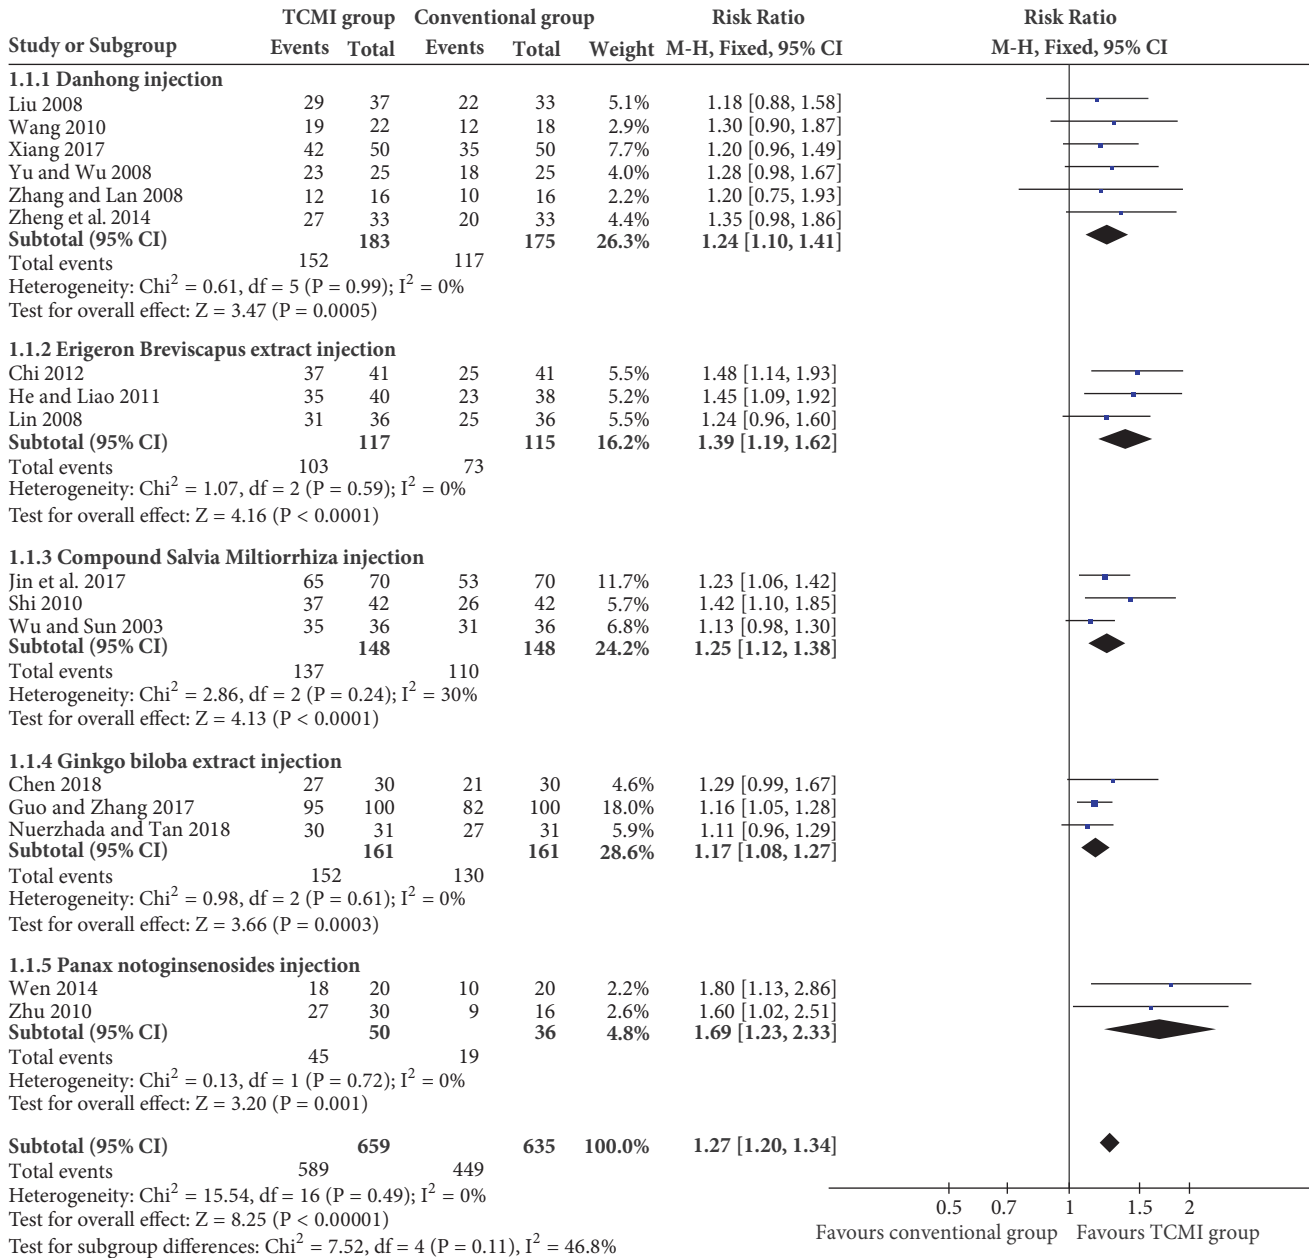 TCMI group Conventional group Risk Ratio Risk Ratio
Study or Subgroup Events Total Events Total Weight M-H, Fixed, 95% CI M-H, Fixed, 95% CI
1.1.1 Danhong injection
Liu 2008 29 37 22 33 5.1% 1.18 [0.88, 1.58]
Wang 2010 19 22 12 18 2.9% 1.30 [0.90, 1.87]
Xiang 2017 42 50 35 50 7.7% 1.20 [0.96, 1.49]
Yu and Wu 2008 23 25 18 25 4.0% 1.28 [0.98, 1.67]
Zhang and Lan 2008 12 16 10 16 2.2% 1.20 [0.75, 1.93]
Zheng et al. 2014 27 33 20 33 4.4% 1.35 [0.98, 1.86]
Subtotal (95% CI) 183 175 26.3% 1.24 [1.10, 1.41]
Total events 152 117
Heterogeneity: Chi² = 0.61, df = 5 (P = 0.99); I² = 0%
Test for overall effect: Z = 3.47 (P = 0.0005)
1.1.2 Erigeron Breviscapus extract injection
Chi 2012 37 41 25 41 5.5% 1.48 [1.14, 1.93]
He and Liao 2011 35 40 23 38 5.2% 1.45 [1.09, 1.92]
Lin 2008 31 36 25 36 5.5% 1.24 [0.96, 1.60]
Subtotal (95% CI) 117 115 16.2% 1.39 [1.19, 1.62]
Total events 103 73
Heterogeneity: Chi² = 1.07, df = 2 (P = 0.59); I² = 0%
Test for overall effect: Z = 4.16 (P < 0.0001)
1.1.3 Compound Salvia Miltiorrhiza injection
Jin et al. 2017 65 70 53 70 11.7% 1.23 [1.06, 1.42]
Shi 2010 37 42 26 42 5.7% 1.42 [1.10, 1.85]
Wu and Sun 2003 35 36 31 36 6.8% 1.13 [0.98, 1.30]
Subtotal (95% CI) 148 148 24.2% 1.25 [1.12, 1.38]
Total events 137 110
Heterogeneity: Chi² = 2.86, df = 2 (P = 0.24); I² = 30%
Test for overall effect: Z = 4.13 (P < 0.0001)
1.1.4 Ginkgo biloba extract injection
Chen 2018 27 30 21 30 4.6% 1.29 [0.99, 1.67]
Guo and Zhang 2017 95 100 82 100 18.0% 1.16 [1.05, 1.28]
Nuerzhada and Tan 2018 30 31 27 31 5.9% 1.11 [0.96, 1.29]
Subtotal (95% CI) 161 161 28.6% 1.17 [1.08, 1.27]
Total events 152 130
Heterogeneity: Chi² = 0.98, df = 2 (P = 0.61); I² = 0%
Test for overall effect: Z = 3.66 (P = 0.0003)
1.1.5 Panax notoginsenosides injection
Wen 2014 18 20 10 20 2.2% 1.80 [1.13, 2.86]
Zhu 2010 27 30 9 16 2.6% 1.60 [1.02, 2.51]
Subtotal (95% CI) 50 36 4.8% 1.69 [1.23, 2.33]
Total events 45 19
Heterogeneity: Chi² = 0.13, df = 1 (P = 0.72); I² = 0%
Test for overall effect: Z = 3.20 (P = 0.001)
Subtotal (95% CI) 659 635 100.0% 1.27 [1.20, 1.34]
Total events 589 449
Heterogeneity: Chi² = 15.54, df = 16 (P = 0.49); I² = 0%
Test for overall effect: Z = 8.25 (P < 0.00001)
Test for subgroup differences: Chi² = 7.52, df = 4 (P = 0.11), I² = 46.8%
0.5 0.7 1 1.5 2
Favours conventional group Favours TCMI group